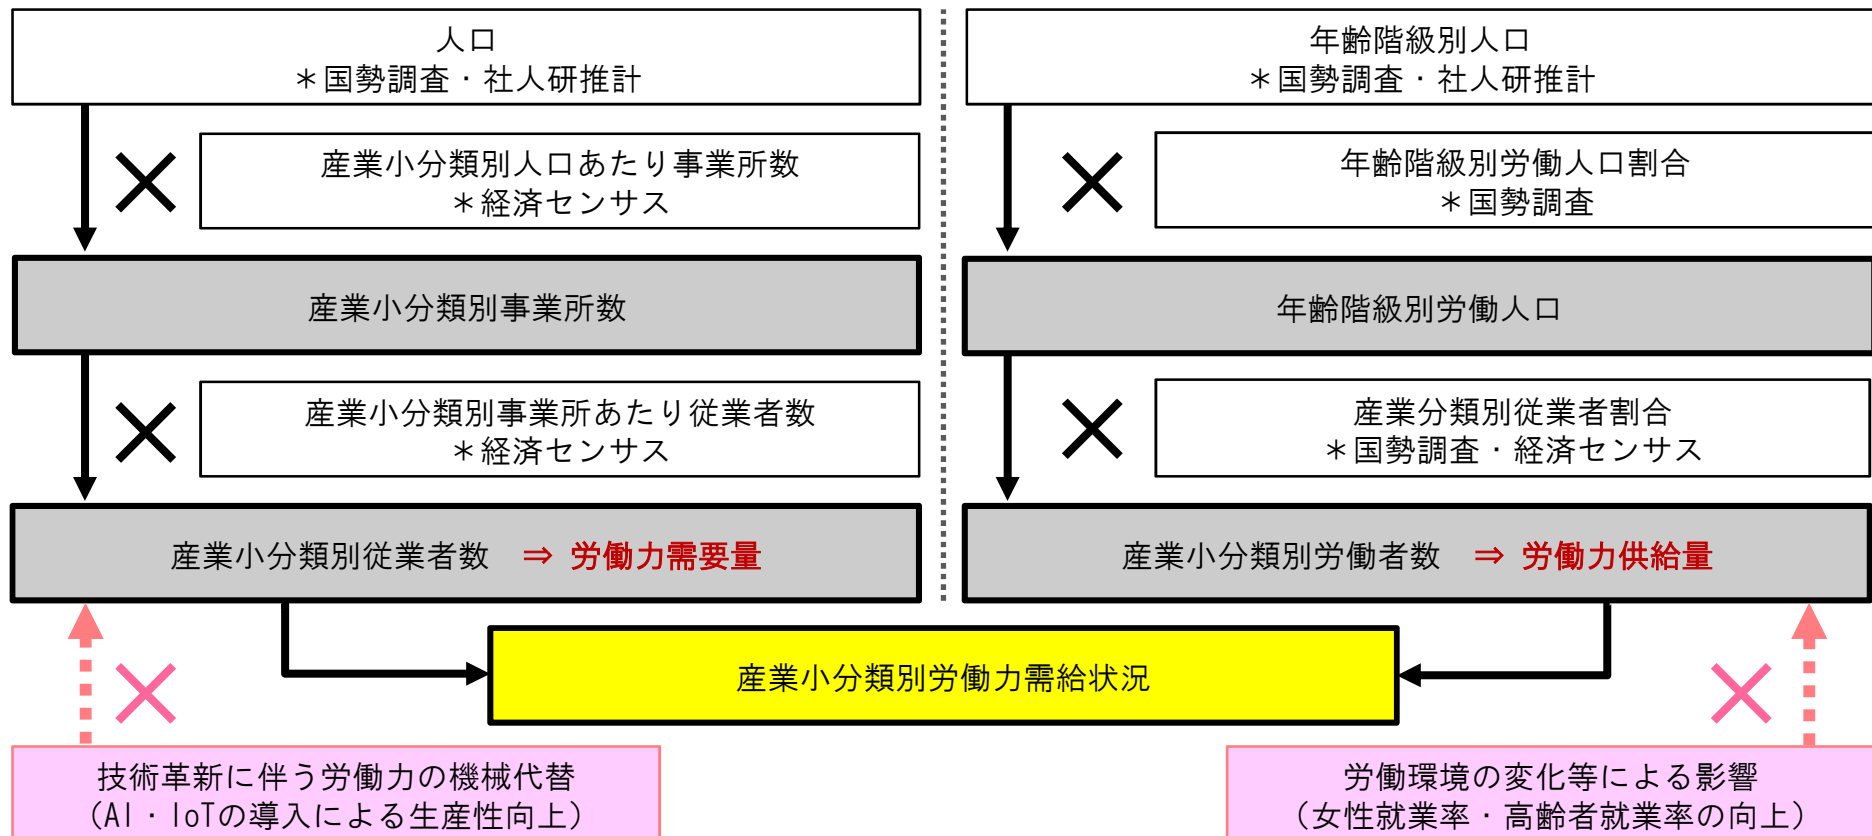 人口
＊国勢調査・社人研推計
産業小分類別人口あたり事業所数
＊経済センサス
産業小分類別事業所数
産業小分類別事業所あたり従業者数
＊経済センサス
産業小分類別従業者数 ⇒ 労働力需要量
年齢階級別人口
＊国勢調査・社人研推計
年齢階級別労働人口割合
＊国勢調査
年齢階級別労働人口
産業分類別従業者割合
＊国勢調査・経済センサス
産業小分類別労働者数 ⇒ 労働力供給量
産業小分類別労働力需給状況
技術革新に伴う労働力の機械代替
（AI・IoTの導入による生産性向上）
労働環境の変化等による影響
（女性就業率・高齢者就業率の向上）